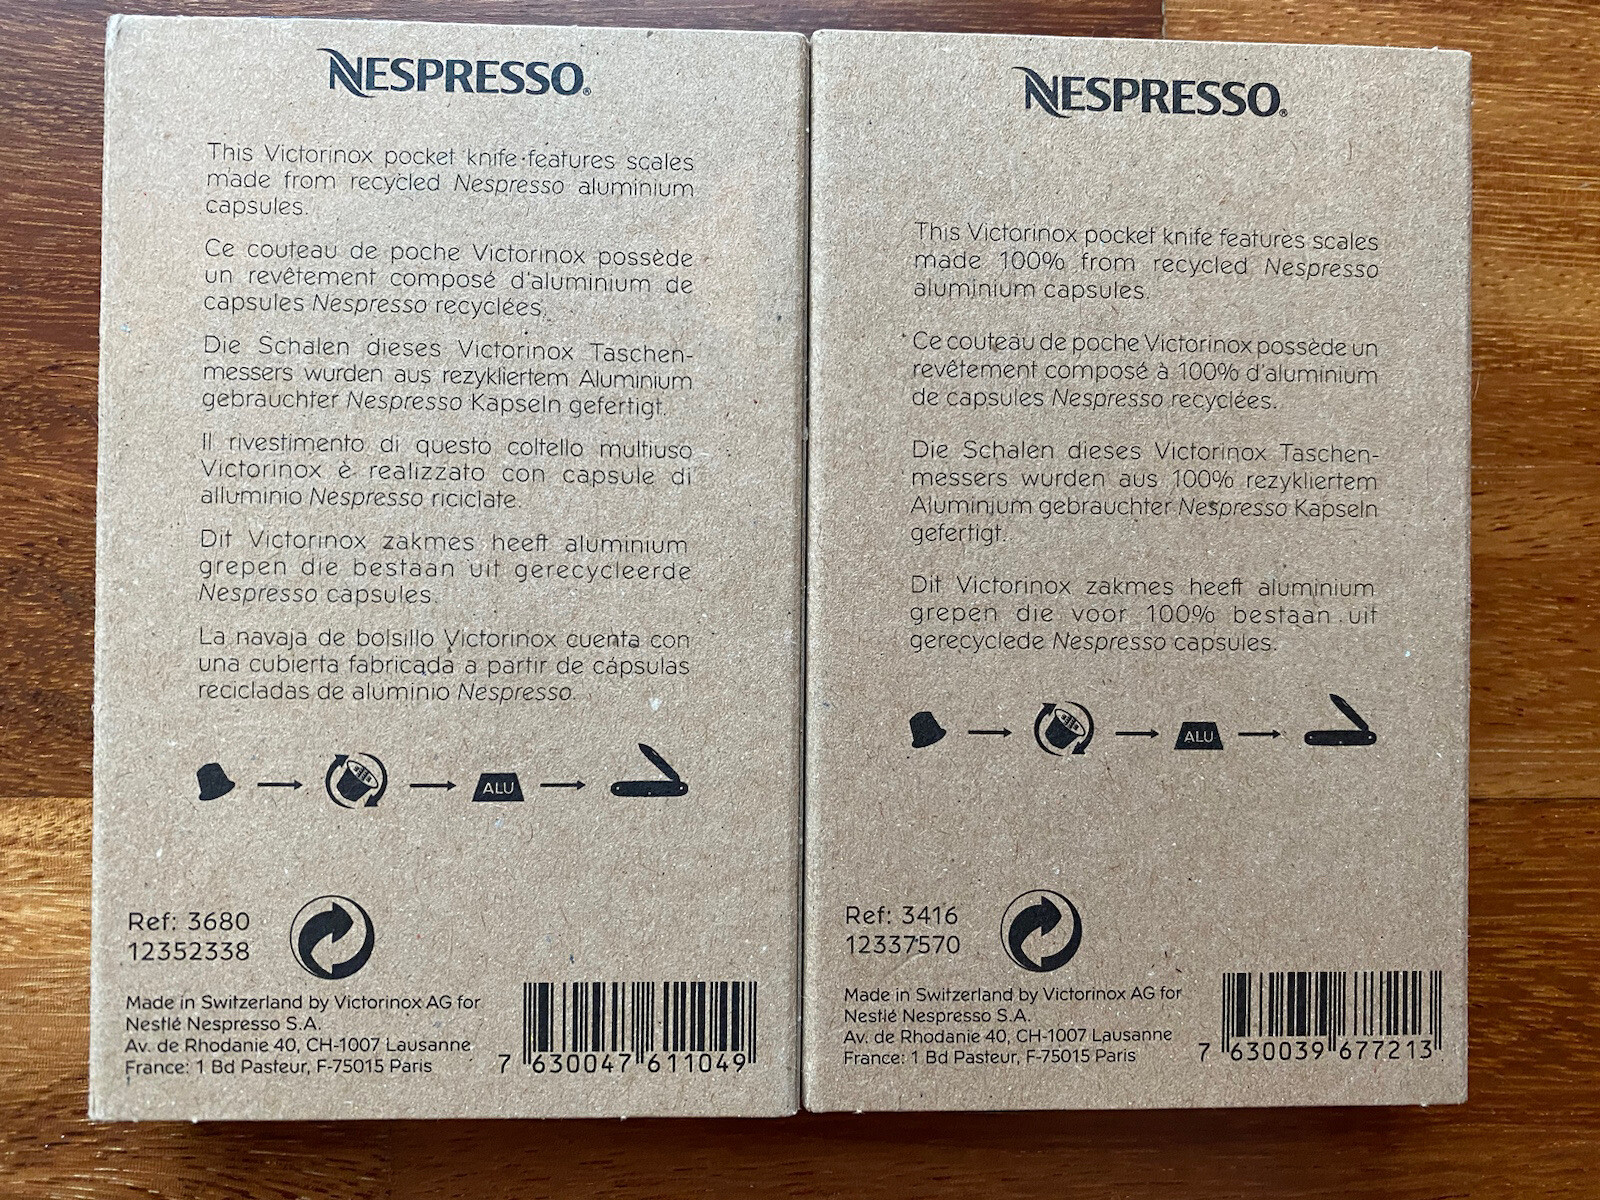 NESPRESSO®
This Victorinox pocket knife features scales
made from recycled Nespresso aluminium
capsules.
Ce couteau de poche Victorinox possède
un revêtement composé d'aluminium de
capsules Nespresso recyclées.
Die Schalen dieses Victorinox Taschen-
messers wurden aus rezykliertem Aluminium
gebrauchter Nespresso Kapseln gefertigt.
Il rivestimento di questo coltello multiuso
Victorinox è realizzato con capsule di
alluminio Nespresso riciclate.
Dit Victorinox zakmes heeft aluminium
grepen die bestaan uit gerecycleerde
Nespresso capsules.
La navaja de bolsillo Victorinox cuenta con
una cubierta fabricada a partir de cápsulas
recicladas de aluminio Nespresso.
ALU
Ref: 3680
12352338
Made in Switzerland by Victorinox AG for
Nestlé Nespresso S.A.
Av. de Rhodanie 40, CH-1007 Lausanne
France: 1 Bd Pasteur, F-75015 Paris
7 630047 611049
NESPRESSO®
This Victorinox pocket knife features scales
made 100% from recycled Nespresso
aluminium capsules.
Ce couteau de poche Victorinox possède un
revêtement composé à 100% d'aluminium
de capsules Nespresso recyclées.
Die Schalen dieses Victorinox Taschen-
messers wurden aus 100% rezykliertem
Aluminium gebrauchter Nespresso Kapseln
gefertigt.
Dit Victorinox zakmes heeft aluminium
grepen die voor 100% bestaan uit
gerecyclede Nespresso capsules.
ALU
Ref: 3416
12337570
Made in Switzerland by Victorinox AG for
Nestlé Nespresso S.A.
Av. de Rhodanie 40, CH-1007 Lausanne
France: 1 Bd Pasteur, F-75015 Paris
7 630039 677213